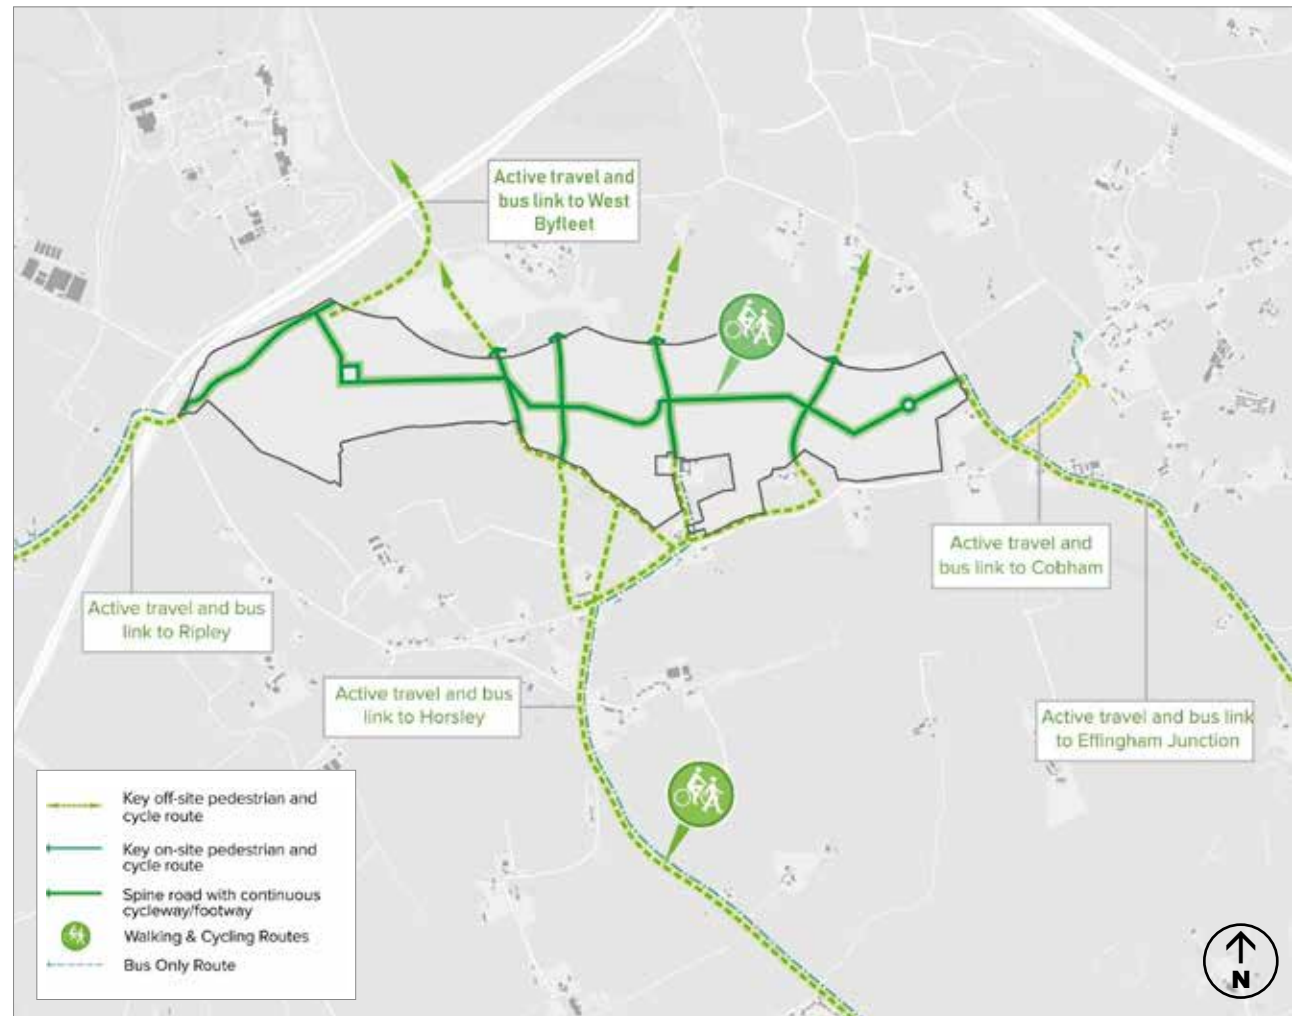 Active travel and
bus link to West
Byfleet
Active travel and
bus link to Cobham
Active travel and bus
link to Ripley
Active travel and bus
link to Horsley
Active travel and bus link
to Effingham Junction
Key off-site pedestrian and
cycle route
Key on-site pedestrian and
cycle route
Spine road with continuous
cycleway/footway
Walking & Cycling Routes
Bus Only Route
N